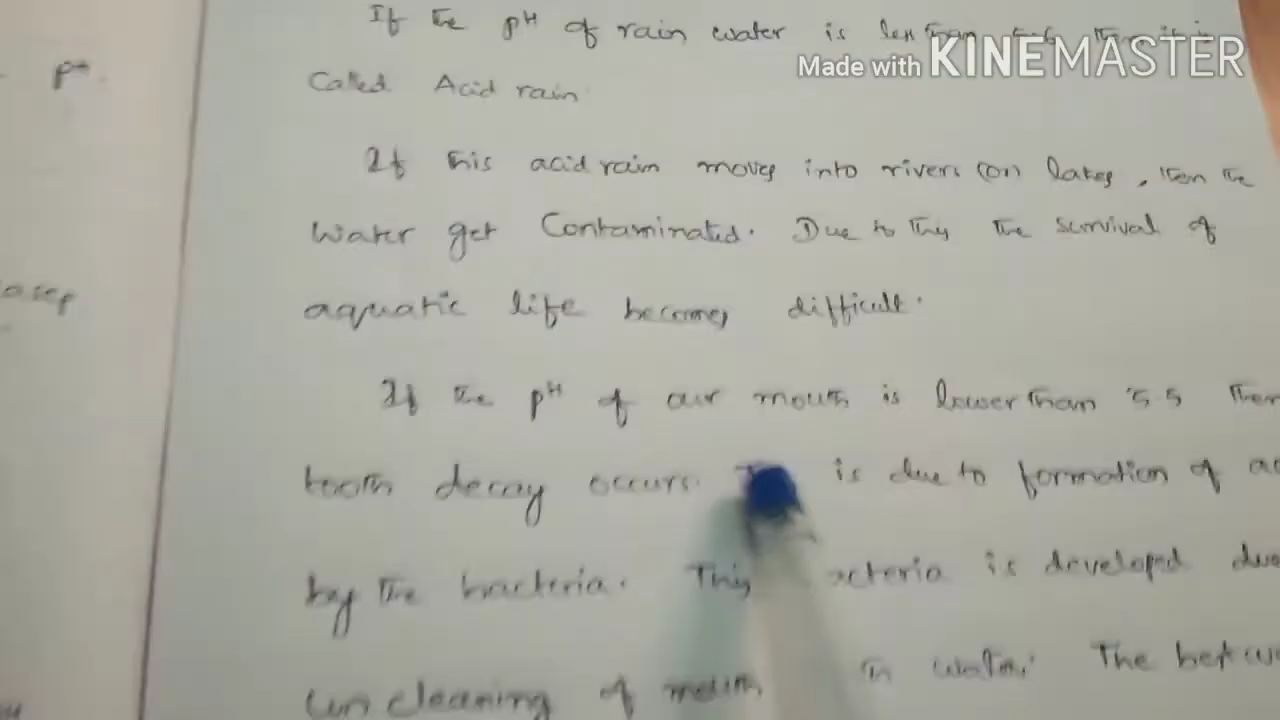 If the pH of rain water is less than
Made with KINEMASTER
pH
Called Acid rain
If this acid rain moves into rivers (or) lakes, then the
water get Contaminated. Due to this the survival of
aquatic life becomes difficult.
If the pH of our mouth is lower than 5.5 then
tooth decay occurs. is due to formation of
by the bacteria. This is developed
uncleaning of mouth The best